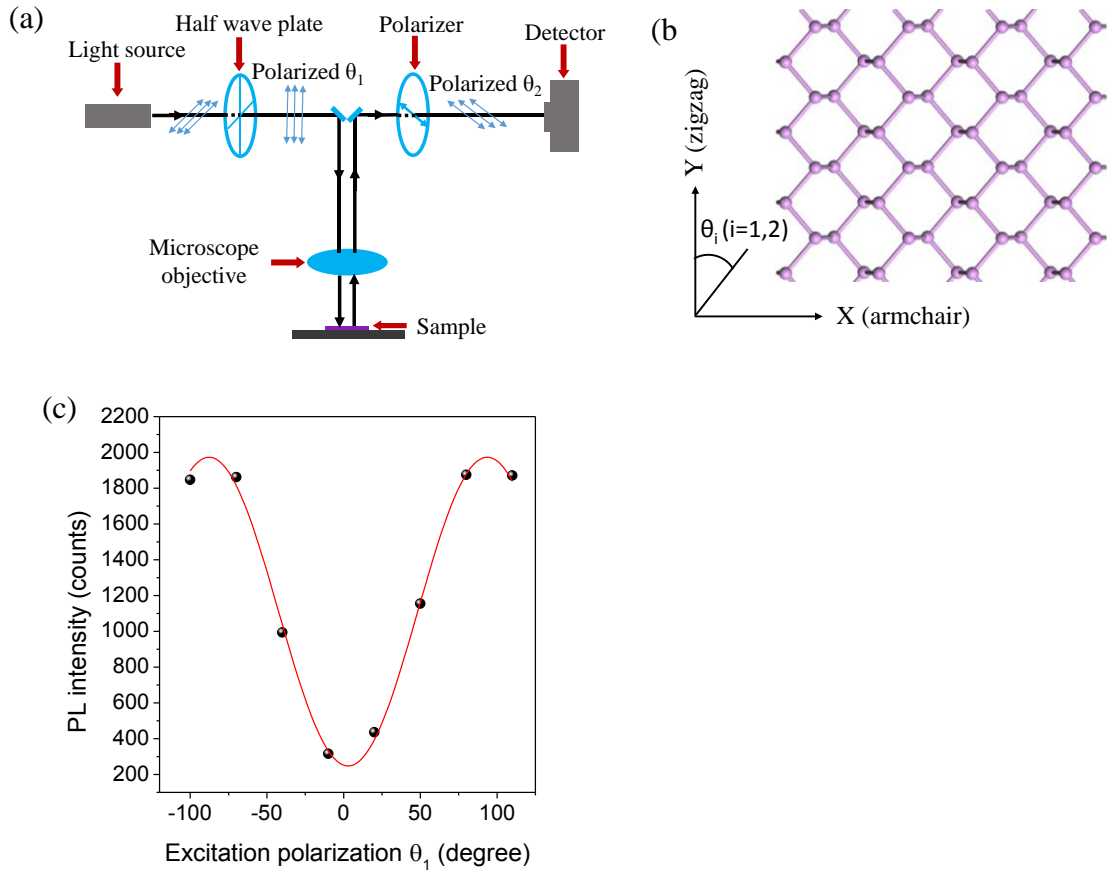 (a)
Half wave plate
Polarizer
Detector
Light source
Polarized θ₁
Polarized θ₂
Microscope
objective
Sample
(b)
Y (zigzag)
θᵢ (i=1,2)
X (armchair)
(c)
2200
2000
1800
1600
1400
1200
1000
800
600
400
200
PL intensity (counts)
-100 -50 0 50 100
Excitation polarization θ₁ (degree)